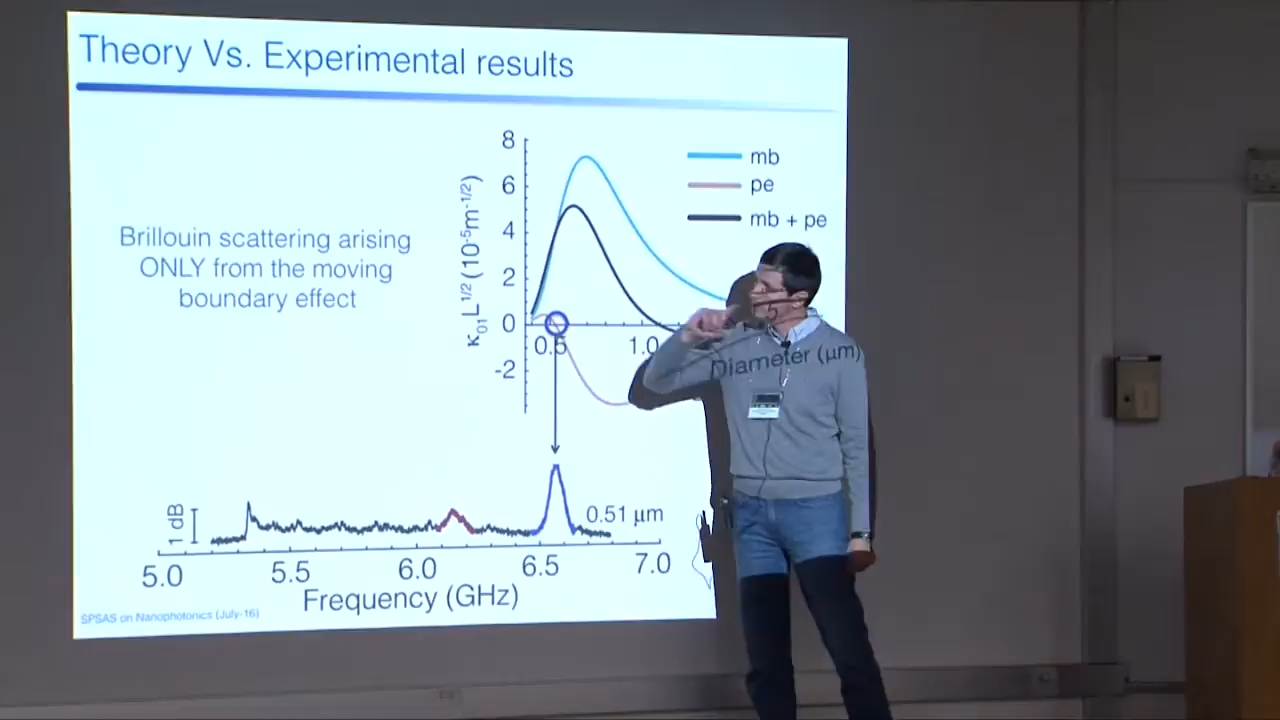 Theory Vs. Experimental results
Brillouin scattering arising
ONLY from the moving
boundary effect
κ01L1/2 (10-5m-1/2)
8
6
4
2
0
-2
mb
pe
mb + pe
0.5
1.0
Diameter (μm)
1 dB
0.51 μm
5.0
5.5
6.0
6.5
7.0
Frequency (GHz)
SPSAS on Nanophotonics (July-16)